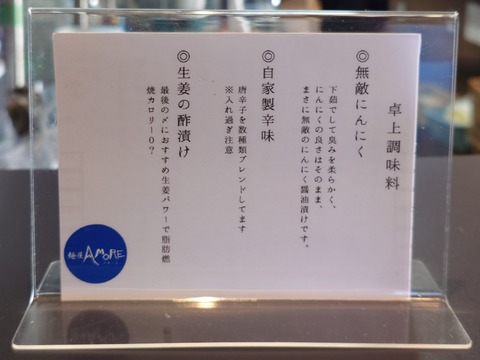 卓上調味料
◎無敵にんにく
下茹でして臭みを柔らかく、
にんにくの良さはそのまま、
まさに無敵のにんにく醤油漬けです。
◎自家製辛味
唐辛子を数種類ブレンドしてます
※入れ過ぎ注意
◎生姜の酢漬け
最後の〆におすすめ生姜パワーで脂肪燃
焼カロリー0?
麺屋 AMORE